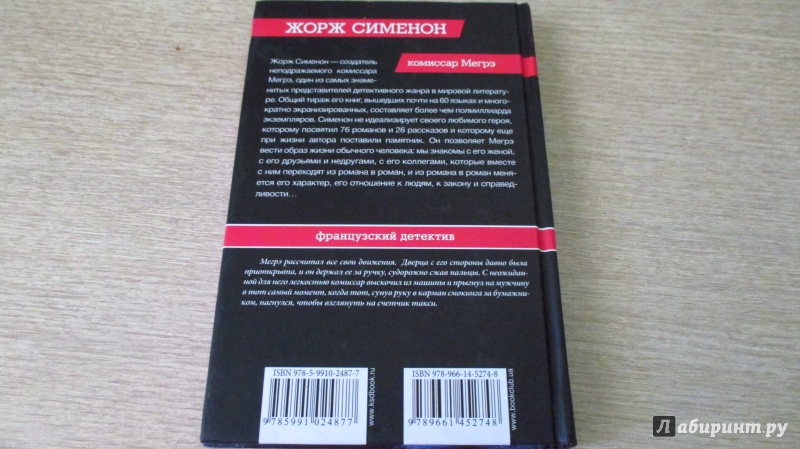 ЖОРЖ СИМЕНОН
комиссар Мегрэ
Жорж Сименон — создатель
неподражаемого комиссара
Мегрэ, один из самых знаме-
нитых представителей детективного жанра в мировой литерату-
ре. Общий тираж его книг, вышедших почти на 60 языках и много-
кратно экранизированных, составляет более чем полмиллиарда
экземпляров. Сименон не идеализирует своего любимого героя,
которому посвятил 76 романов и 26 рассказов и которому еще
при жизни автора поставили памятник. Он позволяет Мегрэ
вести образ жизни обычного человека: мы знакомы с его женой,
с его друзьями и недругами, с его коллегами, которые вместе
с ним переходят из романа в роман, и из романа в роман меня-
ется его характер, его отношение к людям, к закону и справед-
ливости...
французский детектив
Мегрэ рассчитал все свои движения. Дверца с его стороны давно была
приоткрыта, и он держал ее за ручку, судорожно сжав пальцы. С неожидан-
ной для него легкостью комиссар выскочил из машины и прыгнул на мужчину
в тот самый момент, когда тот, сунув руку в карман смокинга за бумажни-
ком, нагнулся, чтобы взглянуть на счетчик такси.
ISBN 978-5-9910-2487-7
9 785991 024877
www.ksdbook.ru
ISBN 978-966-14-5274-8
9 789661 452748
www.bookclub.ua
Лабиринт.ру